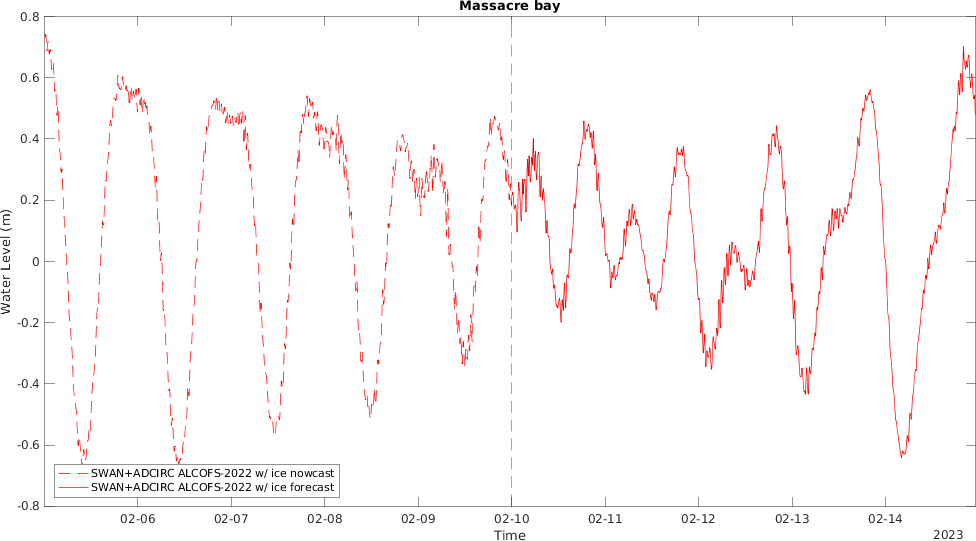 Massacre bay
Water Level (m)
0.8
0.6
0.4
0.2
0
-0.2
-0.4
-0.6
-0.8
SWAN+ADCIRC ALCOFS-2022 w/ ice nowcast
SWAN+ADCIRC ALCOFS-2022 w/ ice forecast
02-06 02-07 02-08 02-09 02-10 02-11 02-12 02-13 02-14
Time
2023